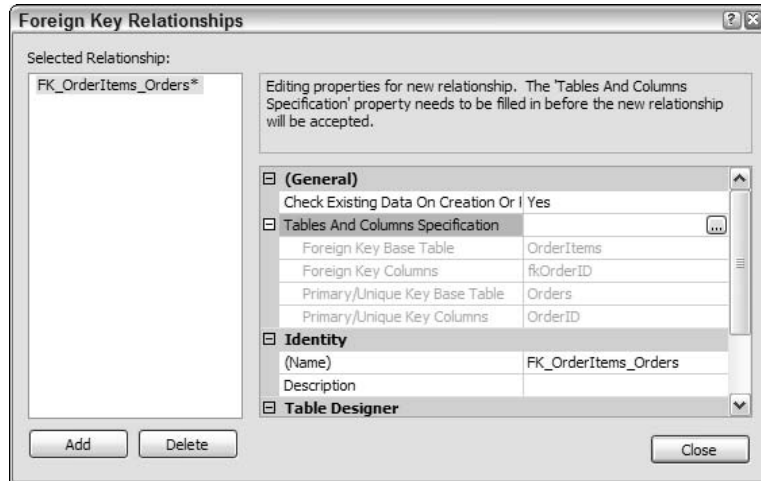 Foreign Key Relationships
Selected Relationship:
FK_OrderItems_Orders*
Editing properties for new relationship. The 'Tables And Columns
Specification' property needs to be filled in before the new relationship
will be accepted.
(General)
Check Existing Data On Creation Or Yes
Tables And Columns Specification ...
Foreign Key Base Table OrderItems
Foreign Key Columns fkOrderID
Primary/Unique Key Base Table Orders
Primary/Unique Key Columns OrderID
Identity
(Name) FK_OrderItems_Orders
Description
Table Designer
Add Delete
Close